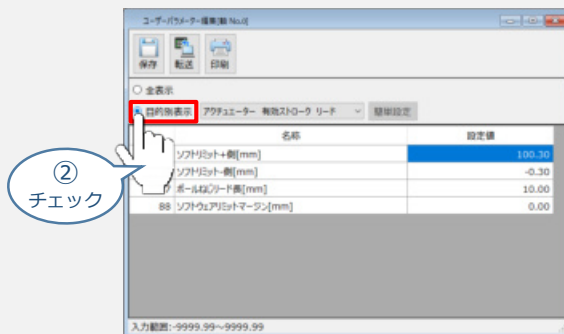 ユーザーパラメーター編集[軸 No.0]
保存 転送 印刷
全表示
目的別表示 アクチュエーター 有効ストローク リード 簡単設定
名称 設定値
ソフトリミット+側[mm] 100.30
ソフトリミット-側[mm] -0.30
ボールねじリード長[mm] 10.00
88 ソフトウェアリミットマージン[mm] 0.00
②
チェック
入力範囲:-9999.99～9999.99